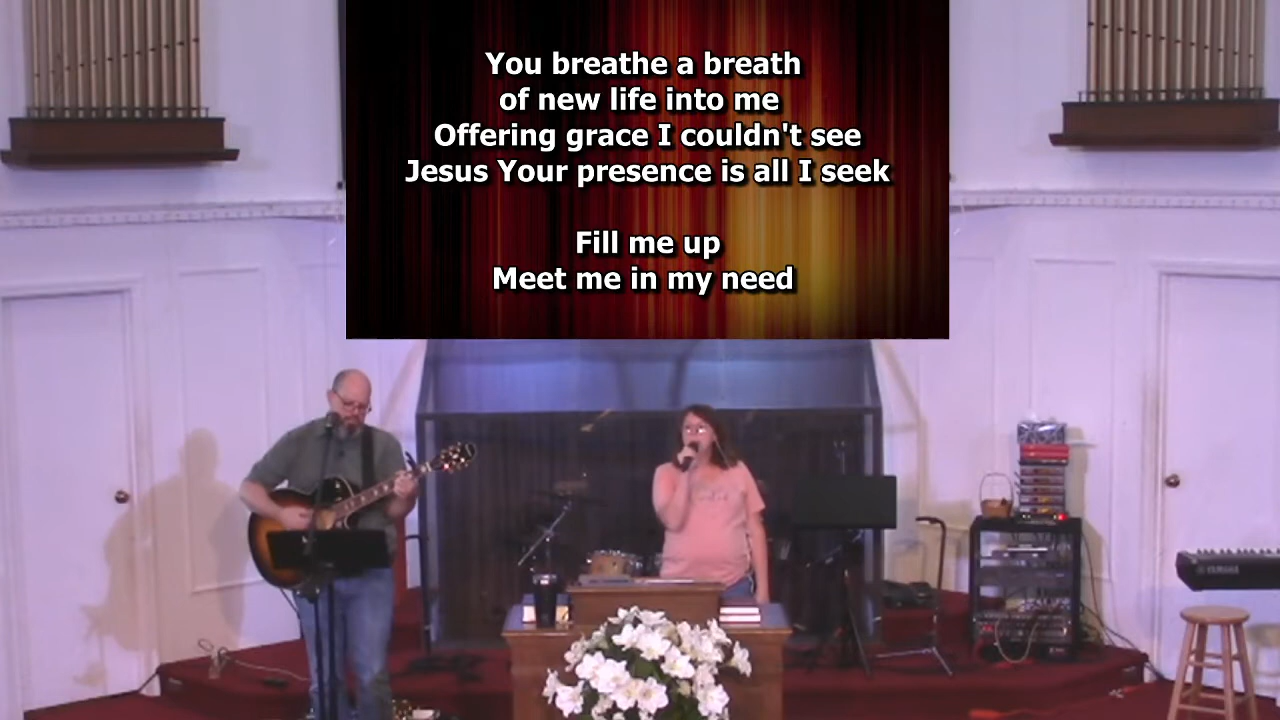 You breathe a breath
of new life into me
Offering grace I couldn't see
Jesus Your presence is all I seek
Fill me up
Meet me in my need
YAMAHA